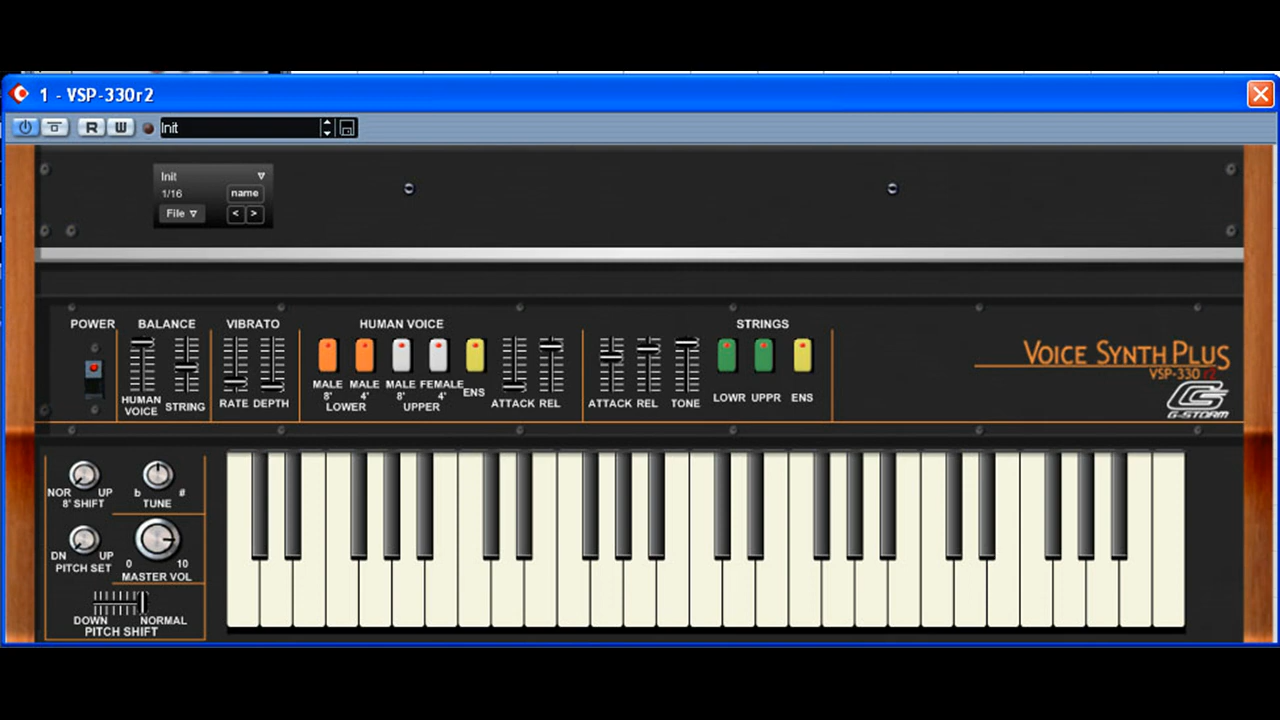 1 - VSP-330r2
R W Init
Init
1/16 name
File < >
POWER BALANCE VIBRATO HUMAN VOICE STRINGS
VOICE SYNTH PLUS
VSP-330 r2
G-STORM
MALE MALE MALE FEMALE ENS
8' 4' 8' 4'
LOWER UPPER
HUMAN VOICE STRING RATE DEPTH ATTACK REL ATTACK REL TONE LOWR UPPR ENS
NOR UP b #
8' SHIFT TUNE
DN UP 0 10
PITCH SET MASTER VOL
DOWN NORMAL
PITCH SHIFT